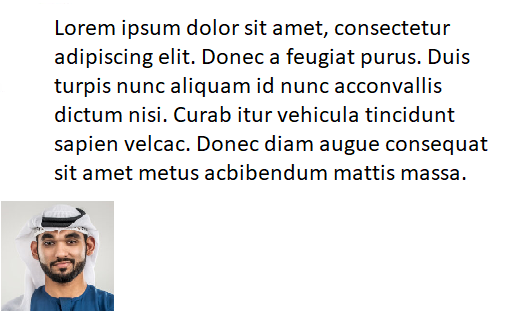 Lorem ipsum dolor sit amet, consectetur
adipiscing elit. Donec a feugiat purus. Duis
turpis nunc aliquam id nunc acconvallis
dictum nisi. Curab itur vehicula tincidunt
sapien velcac. Donec diam augue consequat
sit amet metus acbibendum mattis massa.